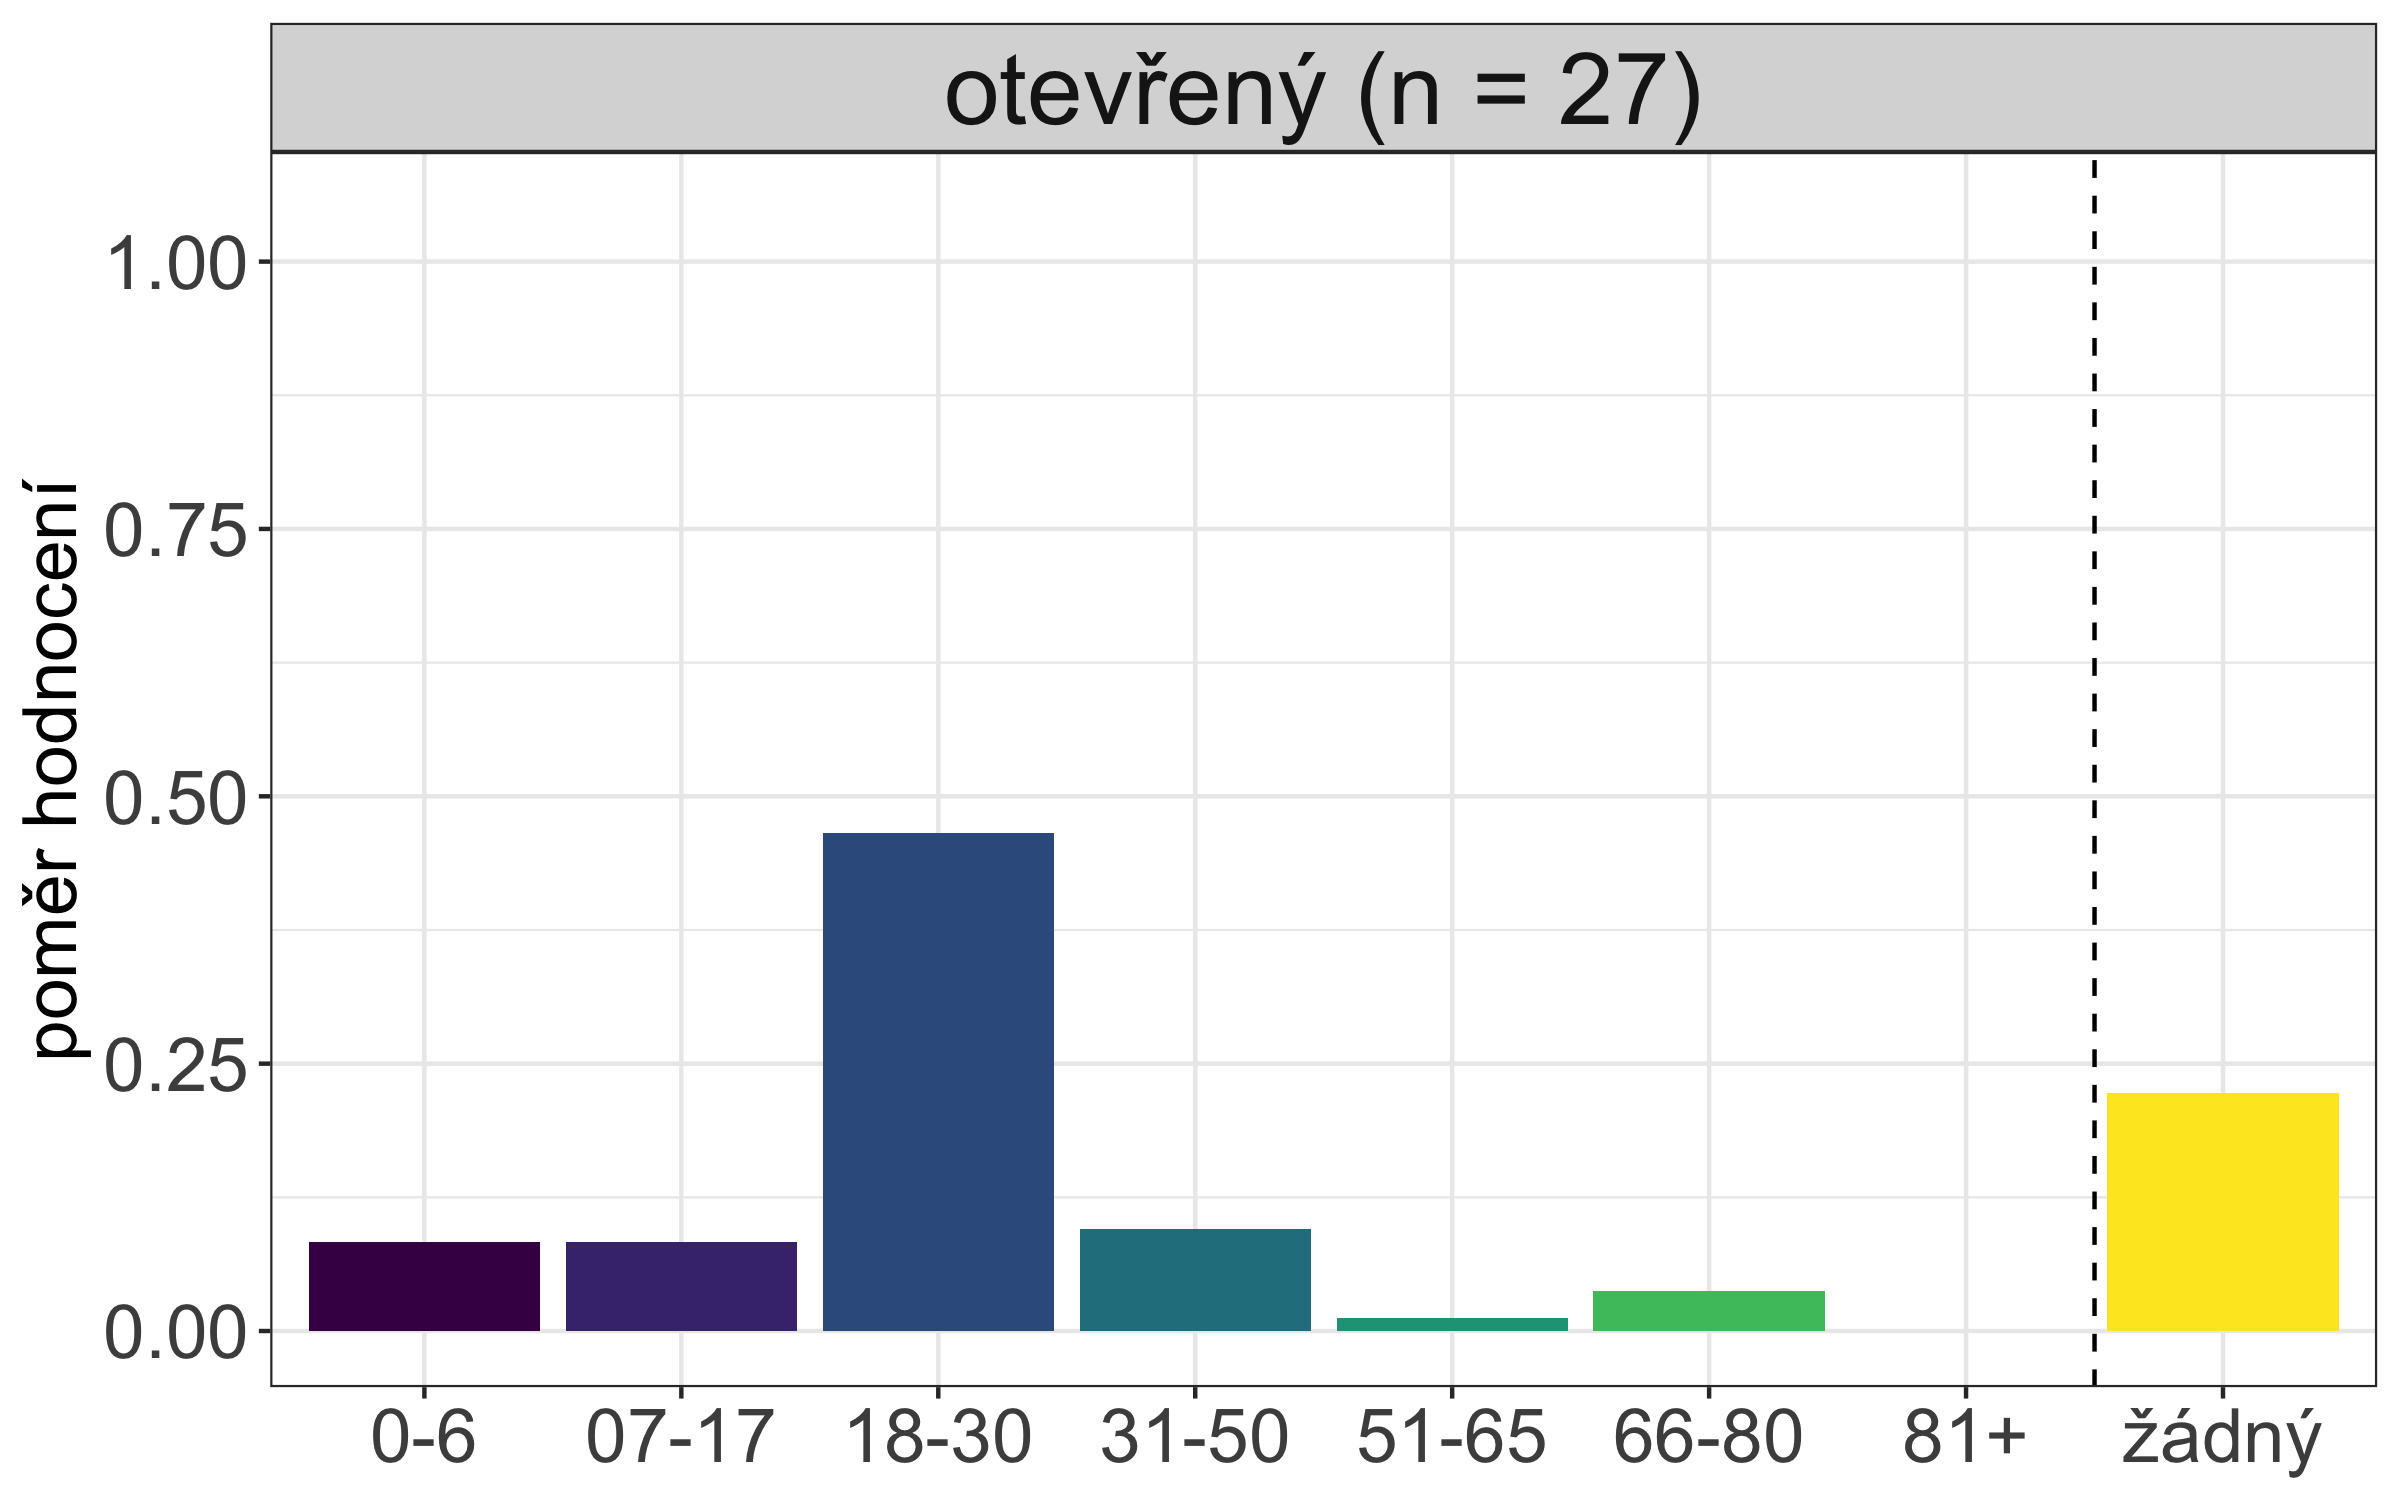 otevřený (n = 27)
poměr hodnocení
1.00
0.75
0.50
0.25
0.00
0-6 07-17 18-30 31-50 51-65 66-80 81+ žádný